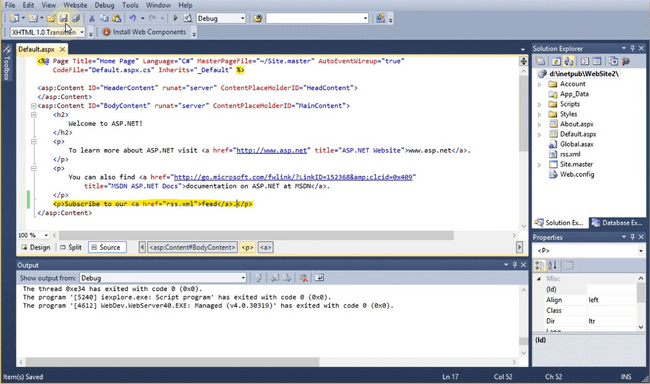 File Edit View Website Debug Tools Window Help
Debug
Site.master
XHTML 1.0 Transition
Install Web Components
Toolbox
Default.aspx
<%@ Page Title="Home Page" Language="C#" MasterPageFile="~/Site.master" AutoEventWireup="true"
CodeFile="Default.aspx.cs" Inherits="_Default" %>
<asp:Content ID="HeaderContent" runat="server" ContentPlaceHolderID="HeadContent">
</asp:Content>
<asp:Content ID="BodyContent" runat="server" ContentPlaceHolderID="MainContent">
<h2>
Welcome to ASP.NET!
</h2>
<p>
To learn more about ASP.NET visit <a href="http://www.asp.net" title="ASP.NET Website">www.asp.net</a>.
</p>
<p>
You can also find <a href="http://go.microsoft.com/fwlink/?LinkID=152368&amp;clcid=0x409"
title="MSDN ASP.NET Docs">documentation on ASP.NET at MSDN</a>.
</p>
<p>Subscribe to our <a href="rss.xml">feed</a>.</p>
</asp:Content>
100 %
Design Split Source <asp:Content#BodyContent> <p> <a>
Output
Show output from: Debug
The thread 0xe34 has exited with code 0 (0x0).
The program '[5240] iexplore.exe: Script program' has exited with code 0 (0x0).
The program '[4612] WebDev.WebServer40.EXE: Managed (v4.0.30319)' has exited with code 0 (0x0).
Solution Explorer
d:\inetpub\WebSite2\
Account
App_Data
Scripts
Styles
About.aspx
Default.aspx
Global.asax
rss.xml
Site.master
Web.config
Solution Expl... Database Ex...
Properties
<P>
Misc
(Id)
Align left
Class
Dir ltr
Lang
(Id)
Item(s) Saved Ln 17 Col 52 Ch 52 INS